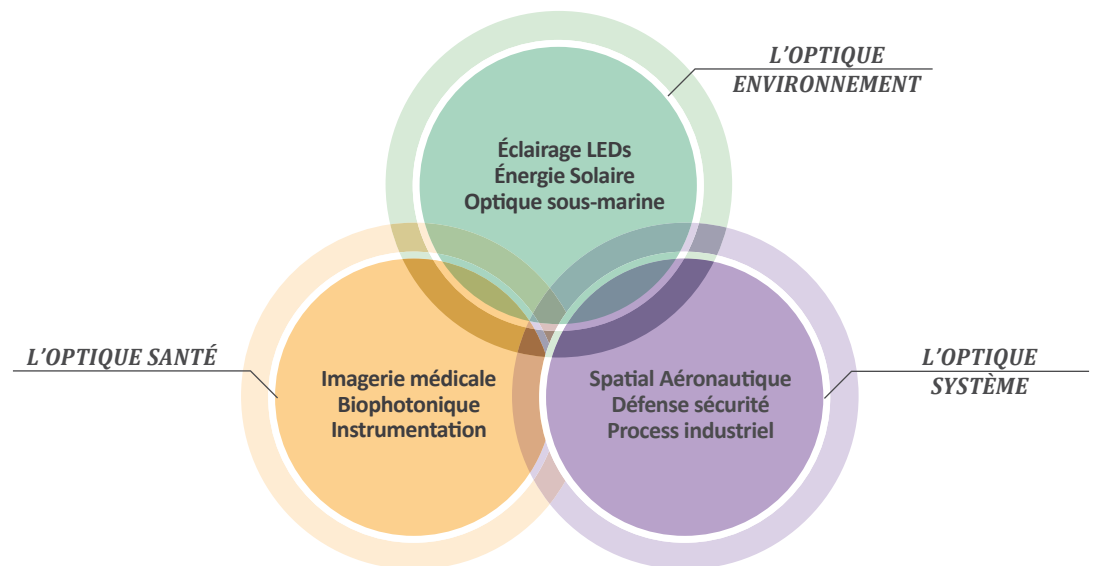 L’OPTIQUE
ENVIRONNEMENT
Éclairage LEDs
Énergie Solaire
Optique sous-marine
L’OPTIQUE SANTÉ
Imagerie médicale
Biophotonique
Instrumentation
Spatial Aéronautique
Défense sécurité
Process industriel
L’OPTIQUE
SYSTÈME